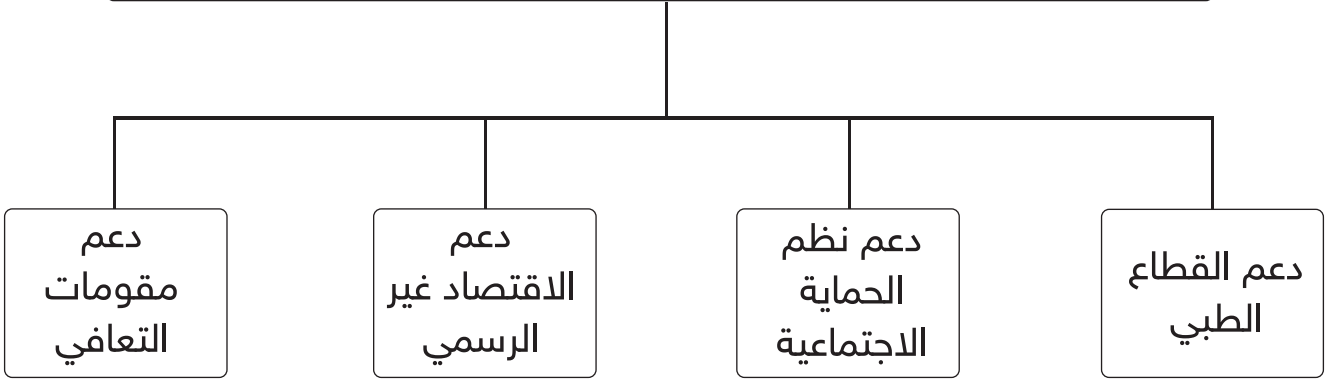 دعم القطاع
الطبي
دعم نظم
الحماية
الاجتماعية
دعم
الاقتصاد غير
الرسمي
دعم
مقومات
التعافي